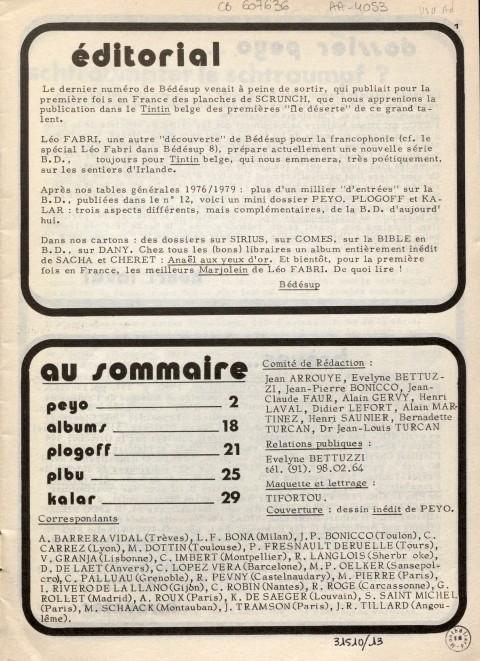 CB 607636 AA-4053
1
éditorial
Le dernier numéro de Bédésup venait à peine de sortir, qui publiait pour la
première fois en France des planches de SCRUNCH, que nous apprenions la
publication dans le Tintin belge des premières "île déserte" de ce grand ta-
lent.
Léo FABRI, une autre "découverte" de Bédésup pour la francophonie (cf. le
spécial Léo Fabri dans Bédésup 8), prépare actuellement une nouvelle série
B.D., toujours pour Tintin belge, qui nous emmenera, très poétiquement,
sur les sentiers d'Irlande.
Après nos tables générales 1976/1979 : plus d'un millier "d'entrées" sur la
B.D., publiées dans le n° 12, voici un mini dossier PEYO. PLOGOFF et KA-
LAR : trois aspects différents, mais complémentaires, de la B.D. d'aujourd'
hui.
Dans nos cartons : des dossiers sur SIRIUS, sur COMES, sur la BIBLE en
B.D., sur DANY. Chez tous les (bons) libraires un album entièrement inédit
de SACHA et CHERET : Anaël aux yeux d'or. Et bientôt, pour la première
fois en France, les meilleurs Marjolein de Léo FABRI. De quoi lire !
Bédésup
au sommaire
peyo 2
albums 18
plogoff 21
plbu 25
kalar 29
Comité de Rédaction :
Jean ARROUYE, Evelyne BETTUZ-
ZI, Jean-Pierre BONICCO, Jean-
Claude FAUR, Alain GERVY, Henri
LAVAL, Didier LEFORT, Alain MAR-
TINEZ, Henri SAUNIER, Bernadette
TURCAN, Dr Jean-Louis TURCAN
Relations publiques :
Evelyne BETTUZZI
tél. (91). 98.02.64
Maquette et lettrage :
TIFORTOU.
Couverture : dessin inédit de PEYO.
Correspondants
A. BARRERA VIDAL (Trèves), L.F. BONA (Milan), J.P. BONICCO (Toulon), C.
CARREZ (Lyon), M. DOTTIN (Toulouse), P. FRESNAULT DERUELLE (Tours),
V. GRANJA (Lisbonne), C. IMBERT (Montpellier), R. LANGLOIS (Sherbr oke),
D. DE LAET (Anvers), C. LOPEZ VERA (Barcelone), M.P. OELKER (Sansepol-
cro), C. PALLUAU (Grenoble), R. PEVNY (Castelnaudary), M. PIERRE (Paris),
I. RIVERO DE LA LLANO (Gijón), C. ROBIN (Nantes), R. ROGE (Carcassonne), G.
ROLLET (Madrid), A. ROUX (Paris), K. DE SAEGER (Louvain), S. SAINT MICHEL
(Paris), M. SCHAACK (Montauban), J. TRAMSON (Paris), J.R. TILLARD (Angou-
lême).
31510/13